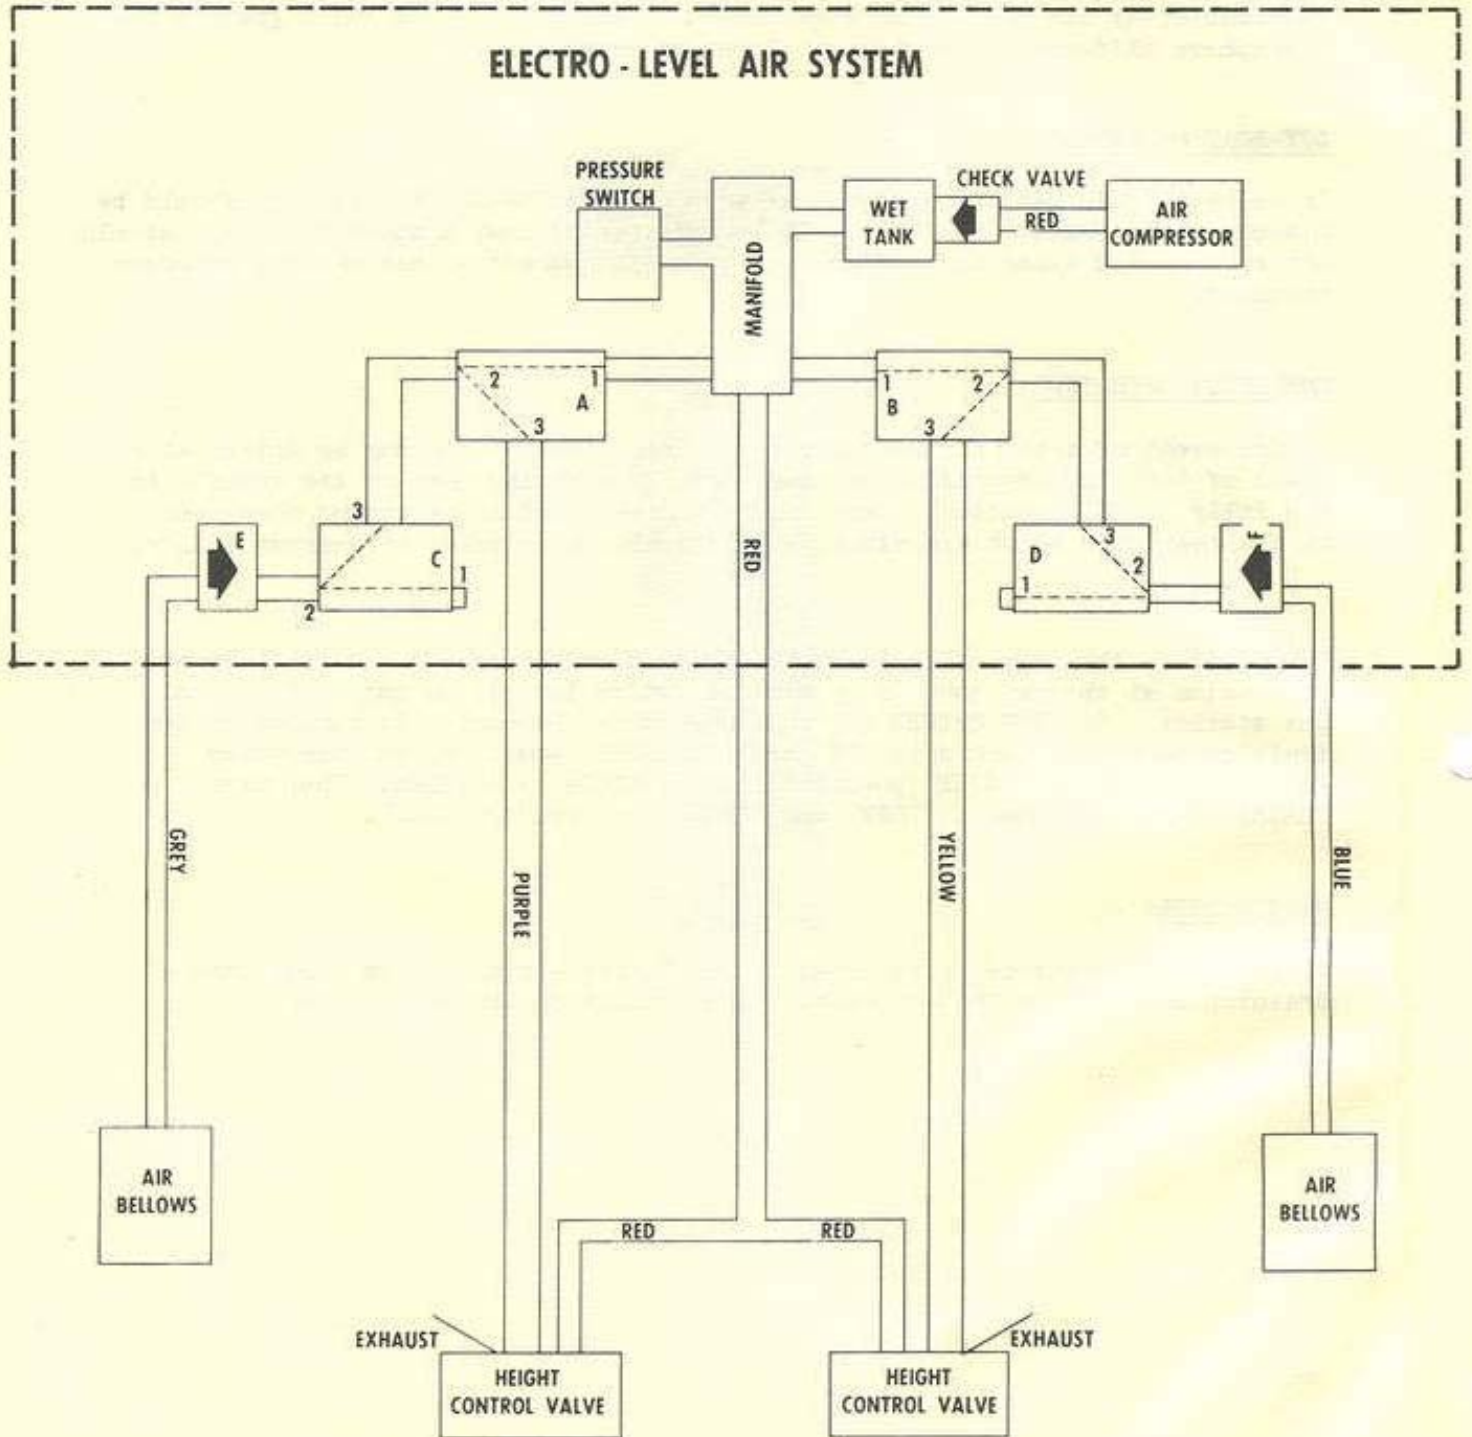 ELECTRO - LEVEL AIR SYSTEM
PRESSURE
SWITCH
MANIFOLD
WET
TANK
CHECK VALVE
RED
AIR
COMPRESSOR
2
1
A
3
1
2
B
3
E
3
C
1
2
RED
3
D
2
1
F
GREY
PURPLE
YELLOW
BLUE
AIR
BELLOWS
AIR
BELLOWS
RED
RED
EXHAUST
EXHAUST
HEIGHT
CONTROL VALVE
HEIGHT
CONTROL VALVE